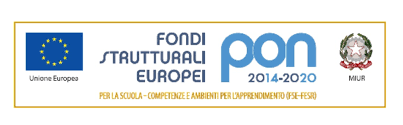 FONDI
STRUTTURALI
EUROPEI
pon
2014-2020
Unione Europea
MIUR
PER LA SCUOLA - COMPETENZE E AMBIENTI PER L'APPRENDIMENTO (FSE-FESR)